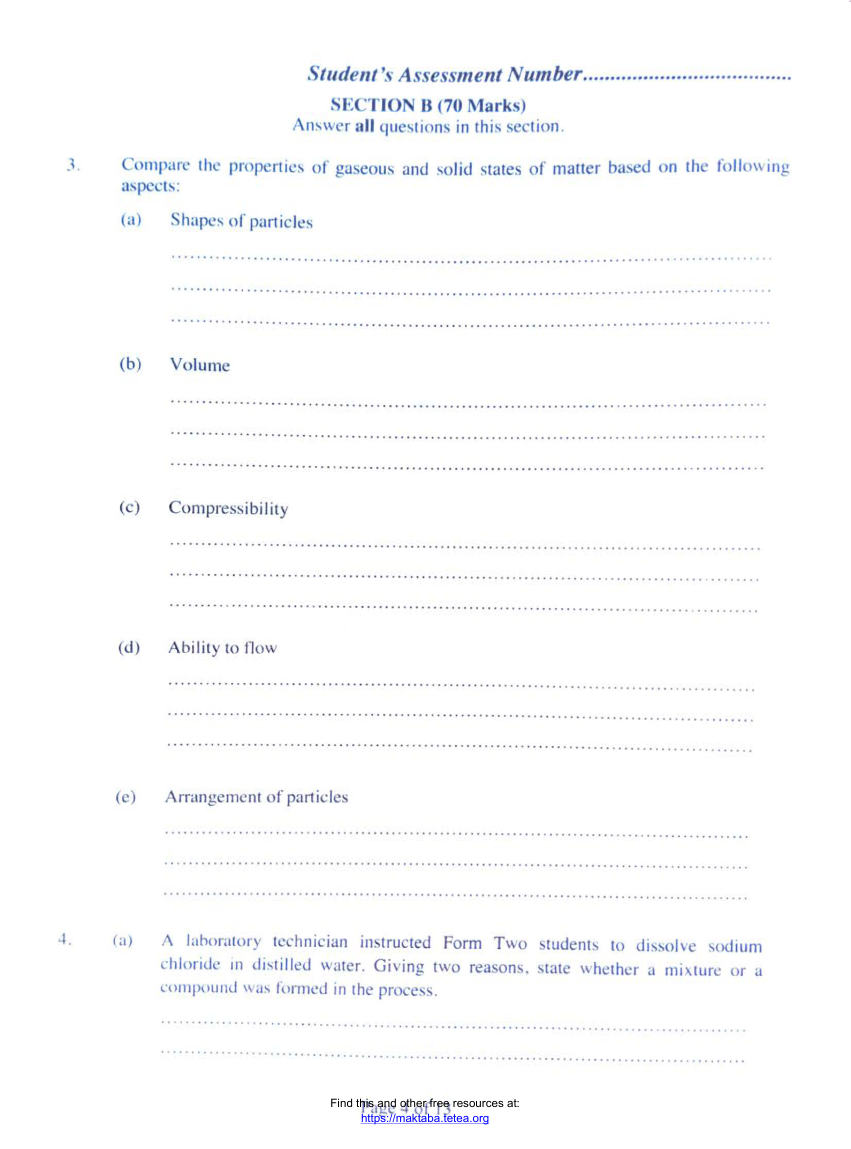 Student's Assessment Number.......................................
SECTION B (70 Marks)
Answer all questions in this section.
3. Compare the properties of gaseous and solid states of matter based on the following
aspects:
(a) Shapes of particles
(b) Volume
(c) Compressibility
(d) Ability to flow
(e) Arrangement of particles
4. (a) A laboratory technician instructed Form Two students to dissolve sodium
chloride in distilled water. Giving two reasons, state whether a mixture or a
compound was formed in the process.
Page 4 of 13
Find this and other free resources at:
https://maktaba.tetea.org